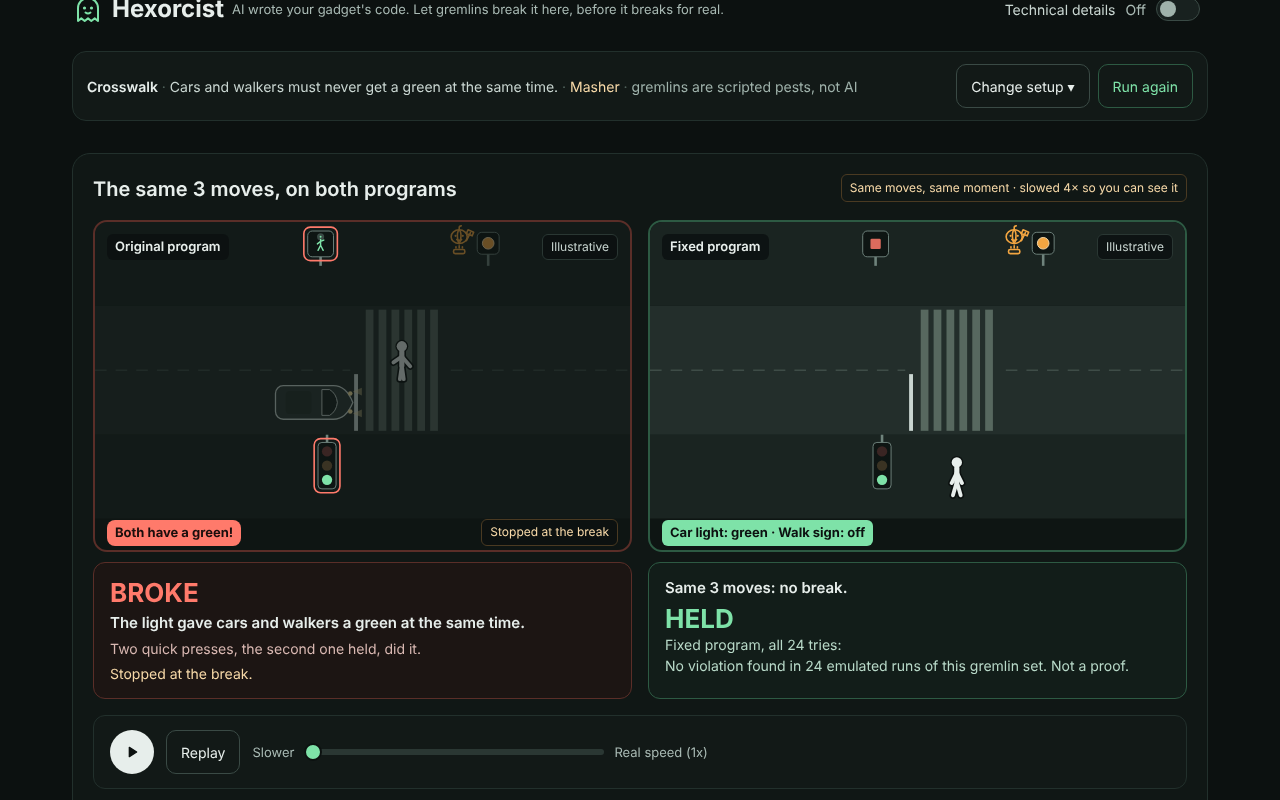 Hexorcist AI wrote your gadget's code. Let gremlins break it here, before it breaks for real.
Technical details Off
Crosswalk · Cars and walkers must never get a green at the same time. · Masher · gremlins are scripted pests, not AI
Change setup ▾
Run again
The same 3 moves, on both programs
Same moves, same moment · slowed 4× so you can see it
Original program
Illustrative
Both have a green!
Stopped at the break
Fixed program
Illustrative
Car light: green · Walk sign: off
BROKE
The light gave cars and walkers a green at the same time.
Two quick presses, the second one held, did it.
Stopped at the break.
Same 3 moves: no break.
HELD
Fixed program, all 24 tries:
No violation found in 24 emulated runs of this gremlin set. Not a proof.
Replay
Slower
Real speed (1x)